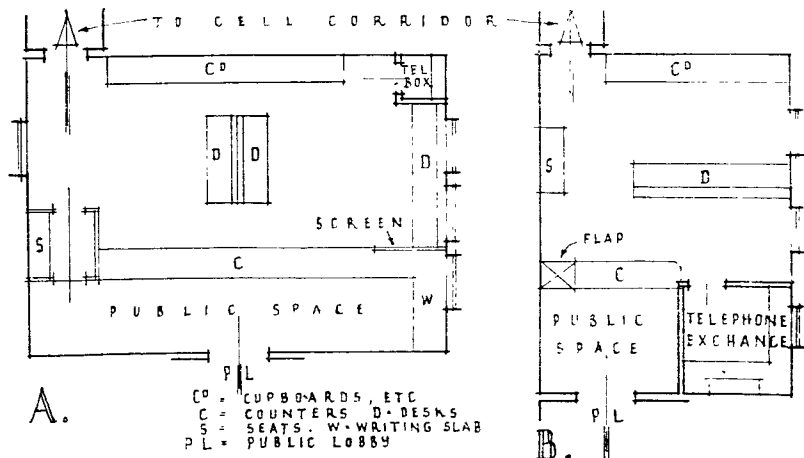 TO CELL CORRIDOR
CD
TEL
BOX
D D
D
S
SCREEN
C
PUBLIC SPACE
W
PL
A.
CD
S
D
FLAP
C
PUBLIC
SPACE
TELEPHONE
EXCHANGE
PL
B.
CD = CUPBOARDS, ETC
C = COUNTERS D = DESKS
S = SEATS. W = WRITING SLAB
PL = PUBLIC LOBBY